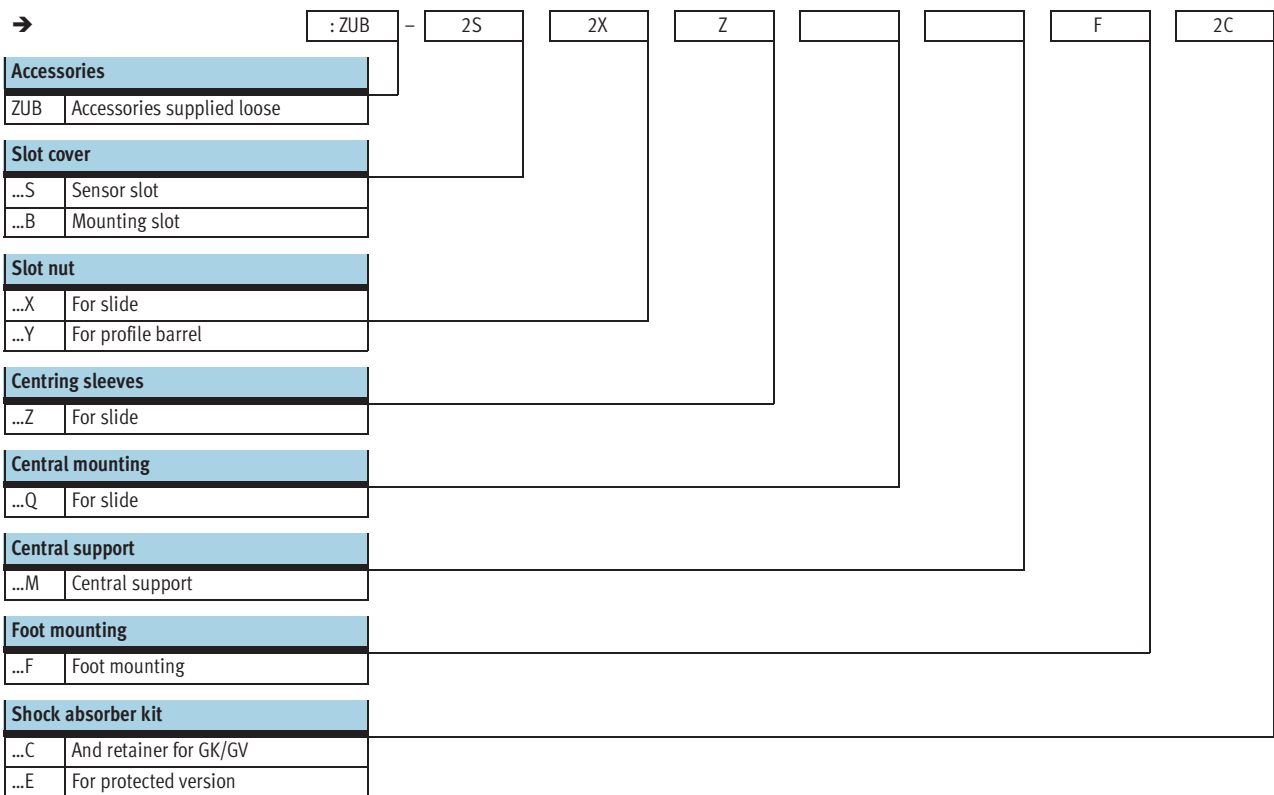 ➔ : ZUB – 2S 2X Z F 2C
Accessories
ZUB Accessories supplied loose
Slot cover
...S Sensor slot
...B Mounting slot
Slot nut
...X For slide
...Y For profile barrel
Centring sleeves
...Z For slide
Central mounting
...Q For slide
Central support
...M Central support
Foot mounting
...F Foot mounting
Shock absorber kit
...C And retainer for GK/GV
...E For protected version